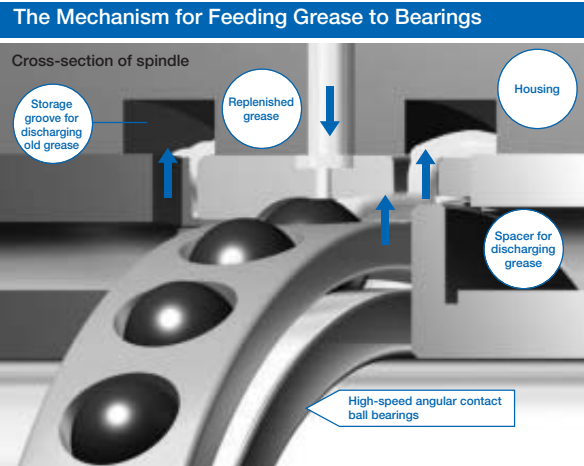 The Mechanism for Feeding Grease to Bearings
Cross-section of spindle
Storage
groove for
discharging
old grease
Replenished
grease
Housing
Spacer for
discharging
grease
High-speed angular contact
ball bearings